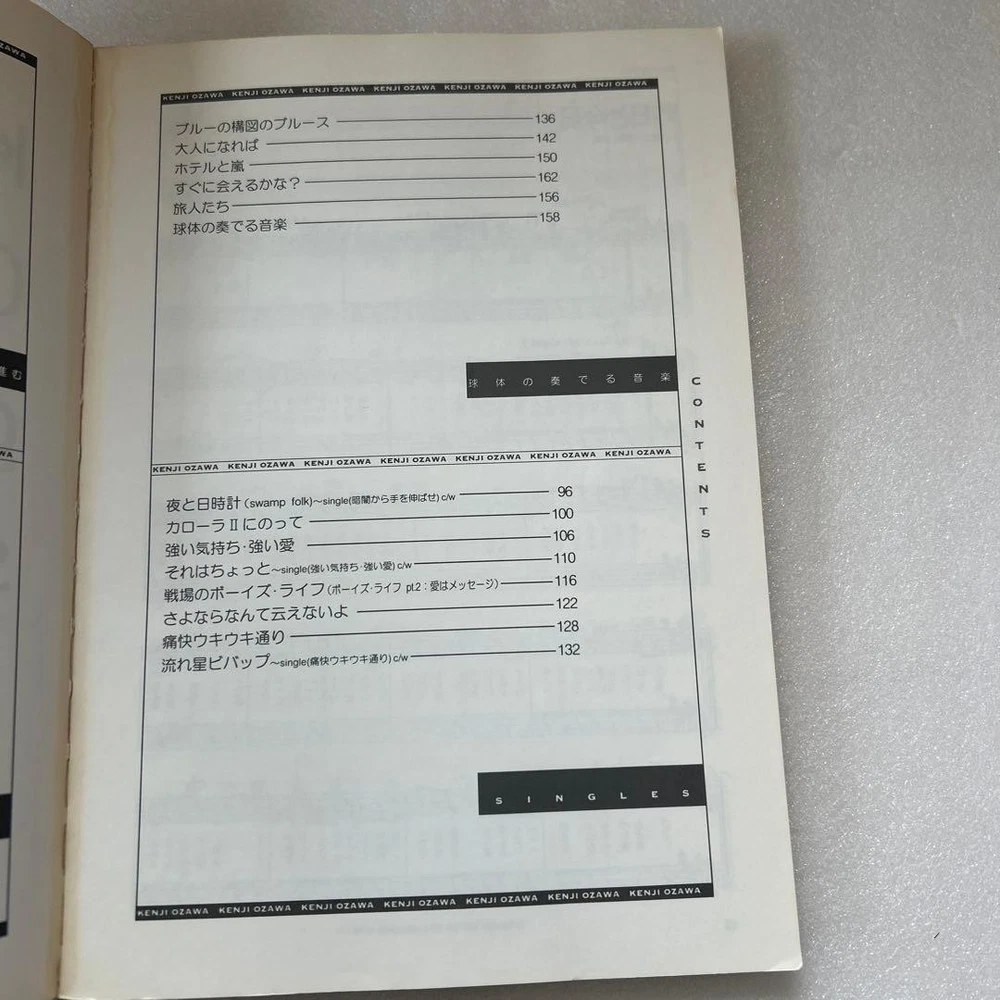 ZAWA
進む
WA
KENJI OZAWA KENJI OZAWA KENJI OZAWA KENJI OZAWA KENJI OZAWA KENJI OZAWA KENJI OZAWA
ブルーの構図のブルース 136
大人になれば 142
ホテルと嵐 150
すぐに会えるかな？ 162
旅人たち 156
球体の奏でる音楽 158
球体の奏でる音楽
CONTENTS
KENJI OZAWA KENJI OZAWA KENJI OZAWA KENJI OZAWA KENJI OZAWA KENJI OZAWA KENJI OZAWA
夜と日時計(swamp folk)～single(暗闇から手を伸ばせ) c/w 96
カローラⅡにのって 100
強い気持ち・強い愛 106
それはちょっと～single(強い気持ち・強い愛) c/w 110
戦場のボーイズ・ライフ(ボーイズ・ライフ pt.2：愛はメッセージ) 116
さよならなんて云えないよ 122
痛快ウキウキ通り 128
流れ星ビバップ～single(痛快ウキウキ通り) c/w 132
SINGLES
KENJI OZAWA KENJI OZAWA KENJI OZAWA KENJI OZAWA KENJI OZAWA KENJI OZAWA KENJI OZAWA